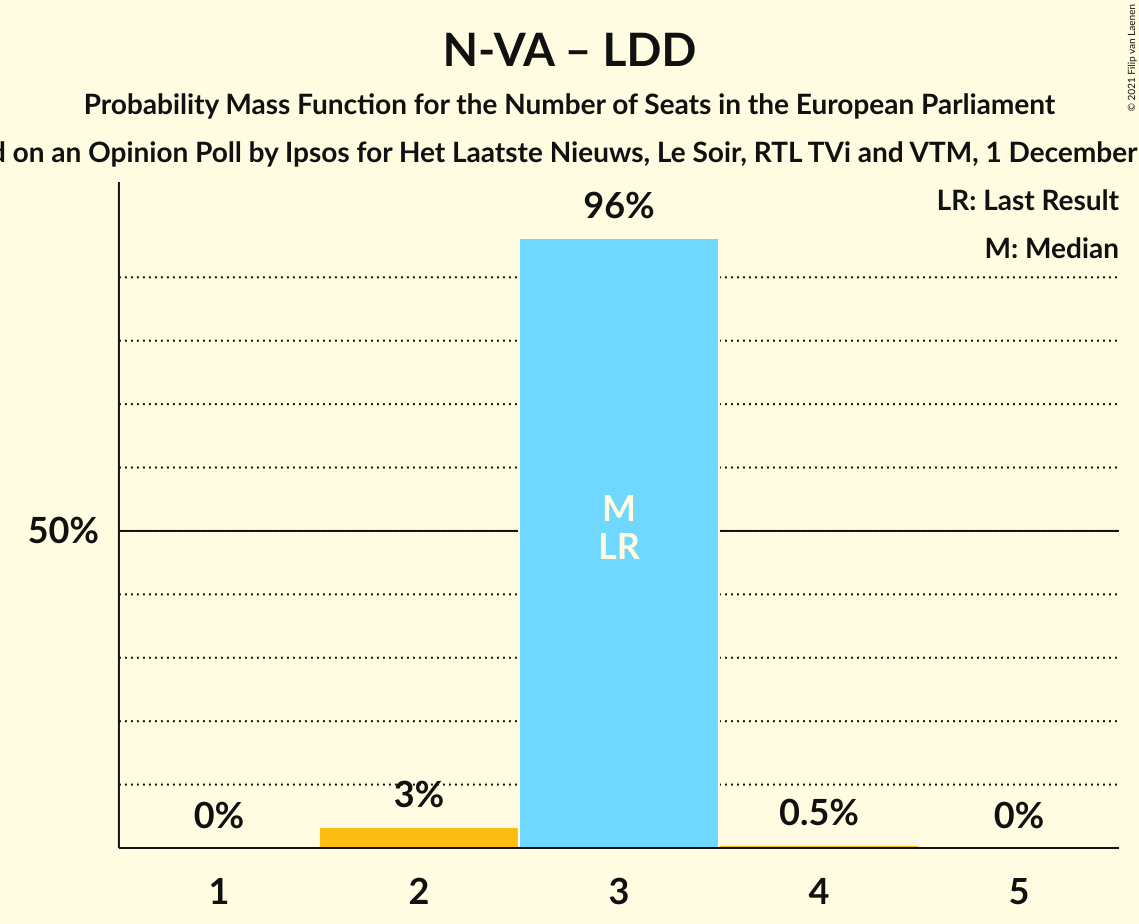 N-VA – LDD
Probability Mass Function for the Number of Seats in the European Parliament
on an Opinion Poll by Ipsos for Het Laatste Nieuws, Le Soir, RTL TVi and VTM, 1 December
© 2021 Filip van Laenen
LR: Last Result
M: Median
96%
M
LR
50%
0%
3%
0.5%
0%
1
2
3
4
5